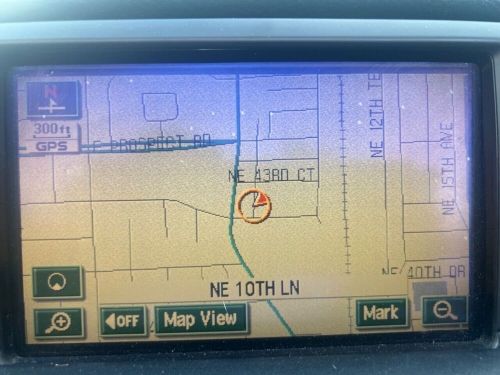 N
300ft
GPS
E PROSPECT RD
NE 12TH TE
NE 15TH AVE
NE 43RD CT
NE 40TH DR
NE 10TH LN
OFF
Map View
Mark